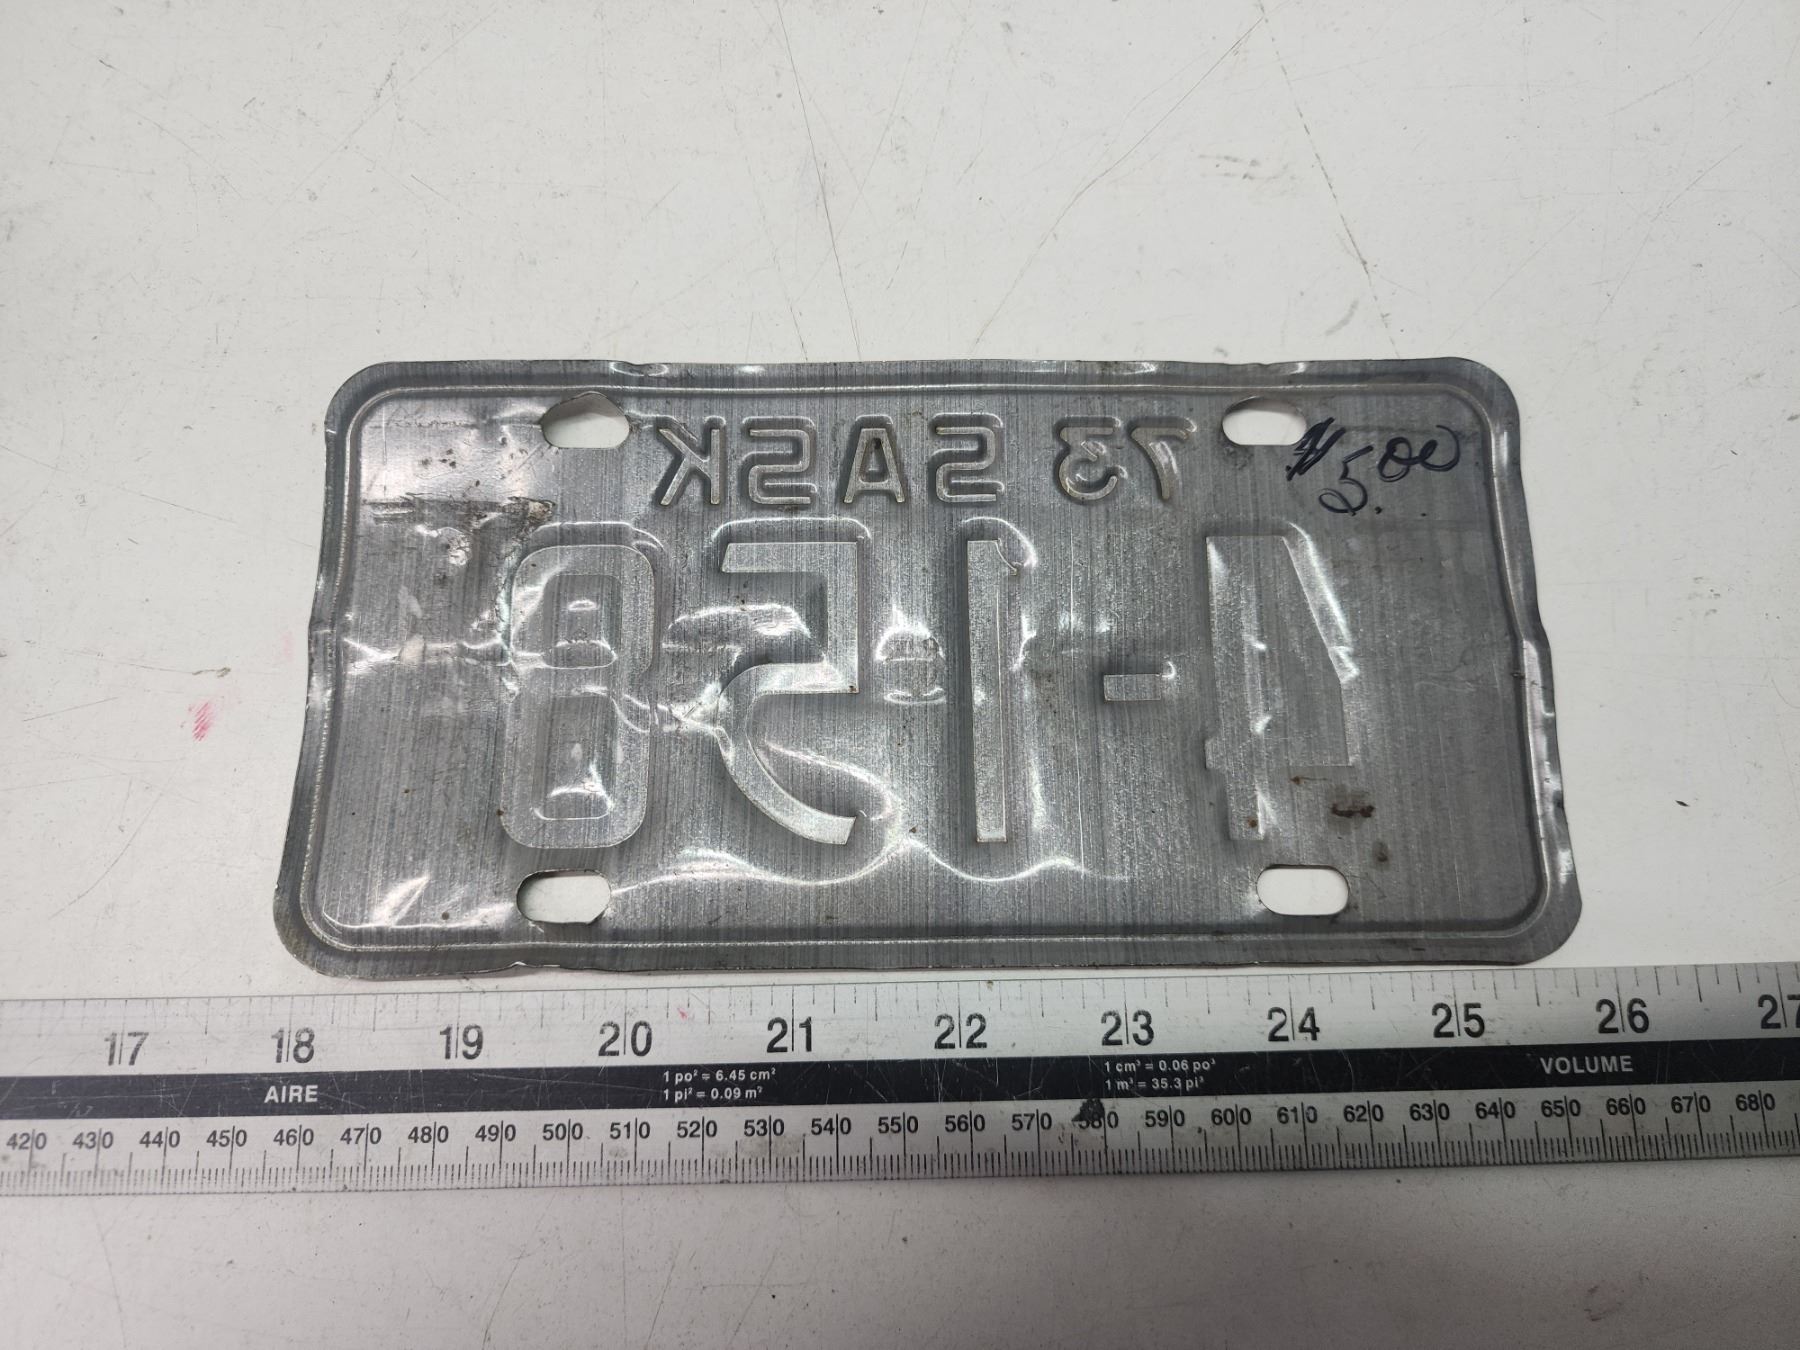 73 SASK
$5.00
4-158
17 18 19 20 21 22 23 24 25 26 27
AIRE 1 po² = 6.45 cm² 1 cm³ = 0.06 po³ VOLUME
1 pi² = 0.09 m² 1 m³ = 35.3 pi³
420 430 440 450 460 470 480 490 500 510 520 530 540 550 560 570 580 590 600 610 620 630 640 650 660 670 680